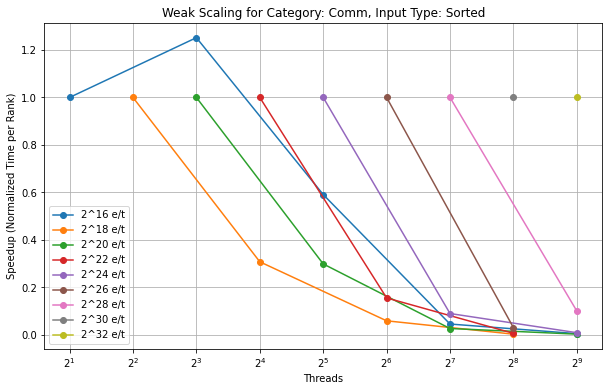 Weak Scaling for Category: Comm, Input Type: Sorted
Speedup (Normalized Time per Rank)
1.2
1.0
0.8
0.6
0.4
0.2
0.0
2^16 e/t
2^18 e/t
2^20 e/t
2^22 e/t
2^24 e/t
2^26 e/t
2^28 e/t
2^30 e/t
2^32 e/t
2¹ 2² 2³ 2⁴ 2⁵ 2⁶ 2⁷ 2⁸ 2⁹
Threads